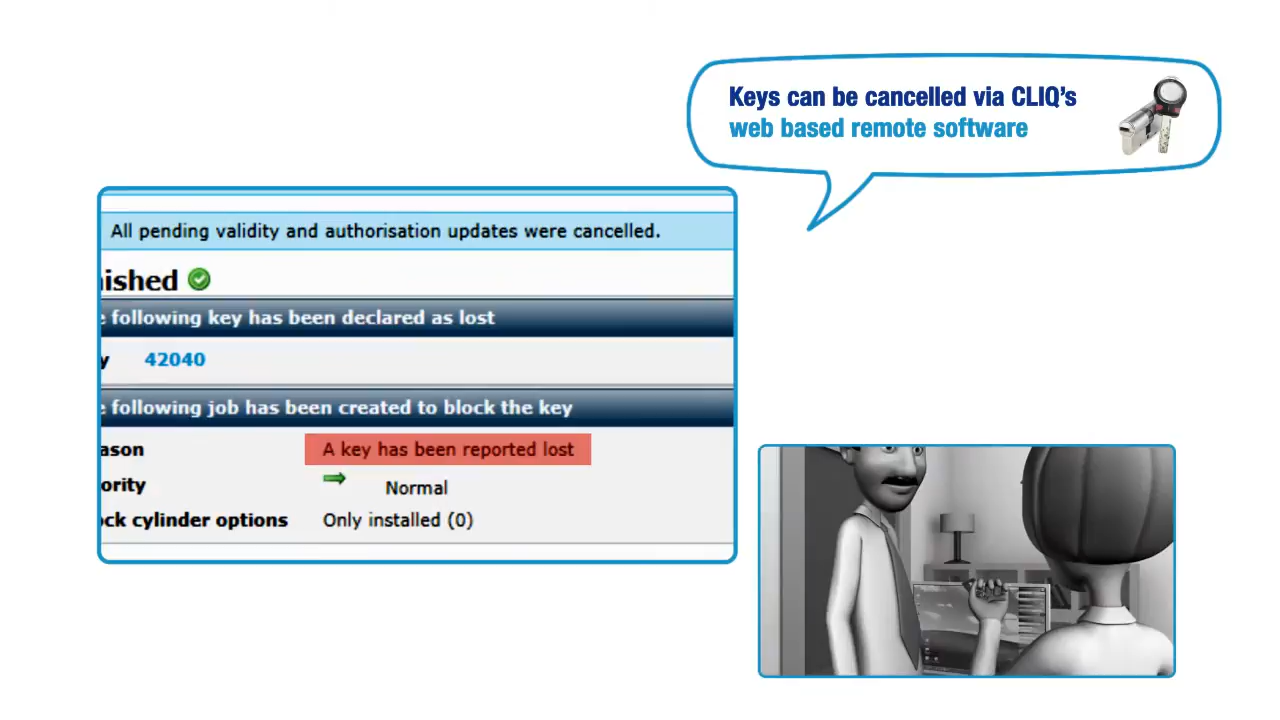 Keys can be cancelled via CLIQ's
web based remote software
All pending validity and authorisation updates were cancelled.
ished
following key has been declared as lost
y 42040
following job has been created to block the key
ason A key has been reported lost
ority Normal
ock cylinder options Only installed (0)